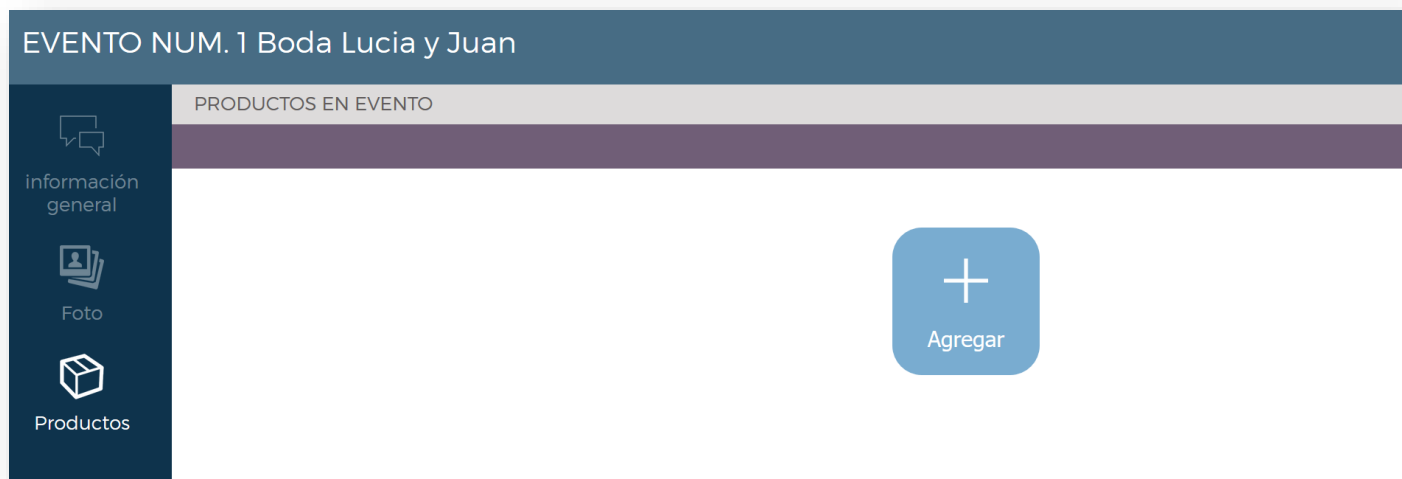 EVENTO NUM. 1 Boda Lucia y Juan
PRODUCTOS EN EVENTO
información
general
Foto
Productos
Agregar